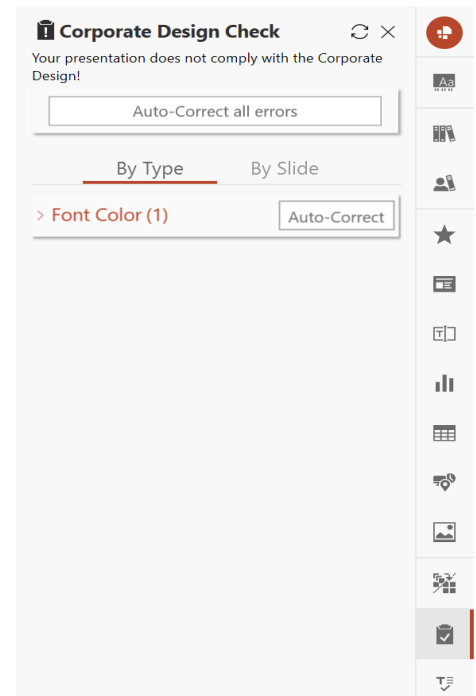 Corporate Design Check
Your presentation does not comply with the Corporate
Design!
Auto-Correct all errors
By Type
By Slide
Font Color (1)
Auto-Correct
Aa